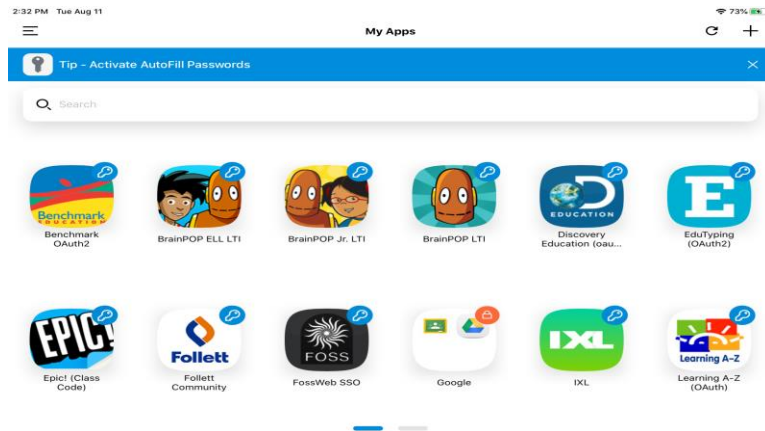 2:32 PM Tue Aug 11
73%
My Apps
Tip - Activate AutoFill Passwords
Search
Benchmark
EDUCATION
Benchmark
OAuth2
BrainPOP ELL LTI
BrainPOP Jr. LTI
BrainPOP LTI
D
EDUCATION
Discovery
Education (oau...
E
EduTyping
(OAuth2)
EPIC!
Epic! (Class
Code)
Follett
Follett
Community
FOSS
FossWeb SSO
Google
IXL
IXL
Learning A-Z
Learning A-Z
(OAuth)